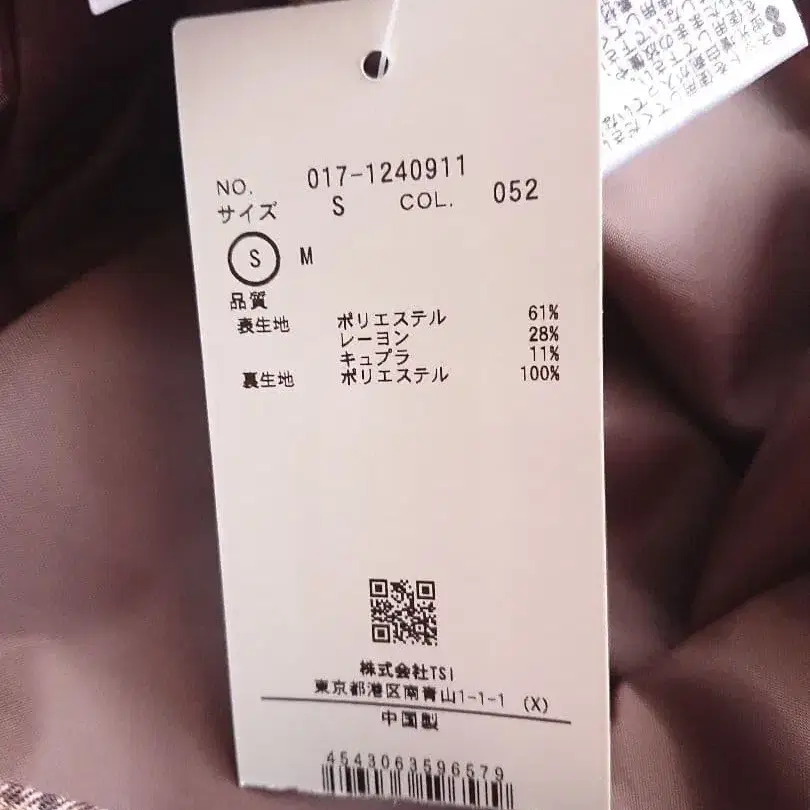 NO. 017-1240911
サイズ S COL. 052
S M
品質
表生地 ポリエステル 61%
レーヨン 28%
キュプラ 11%
裏生地 ポリエステル 100%
株式会社TSI
東京都港区南青山1-1-1 (X)
中国製
4543063596579